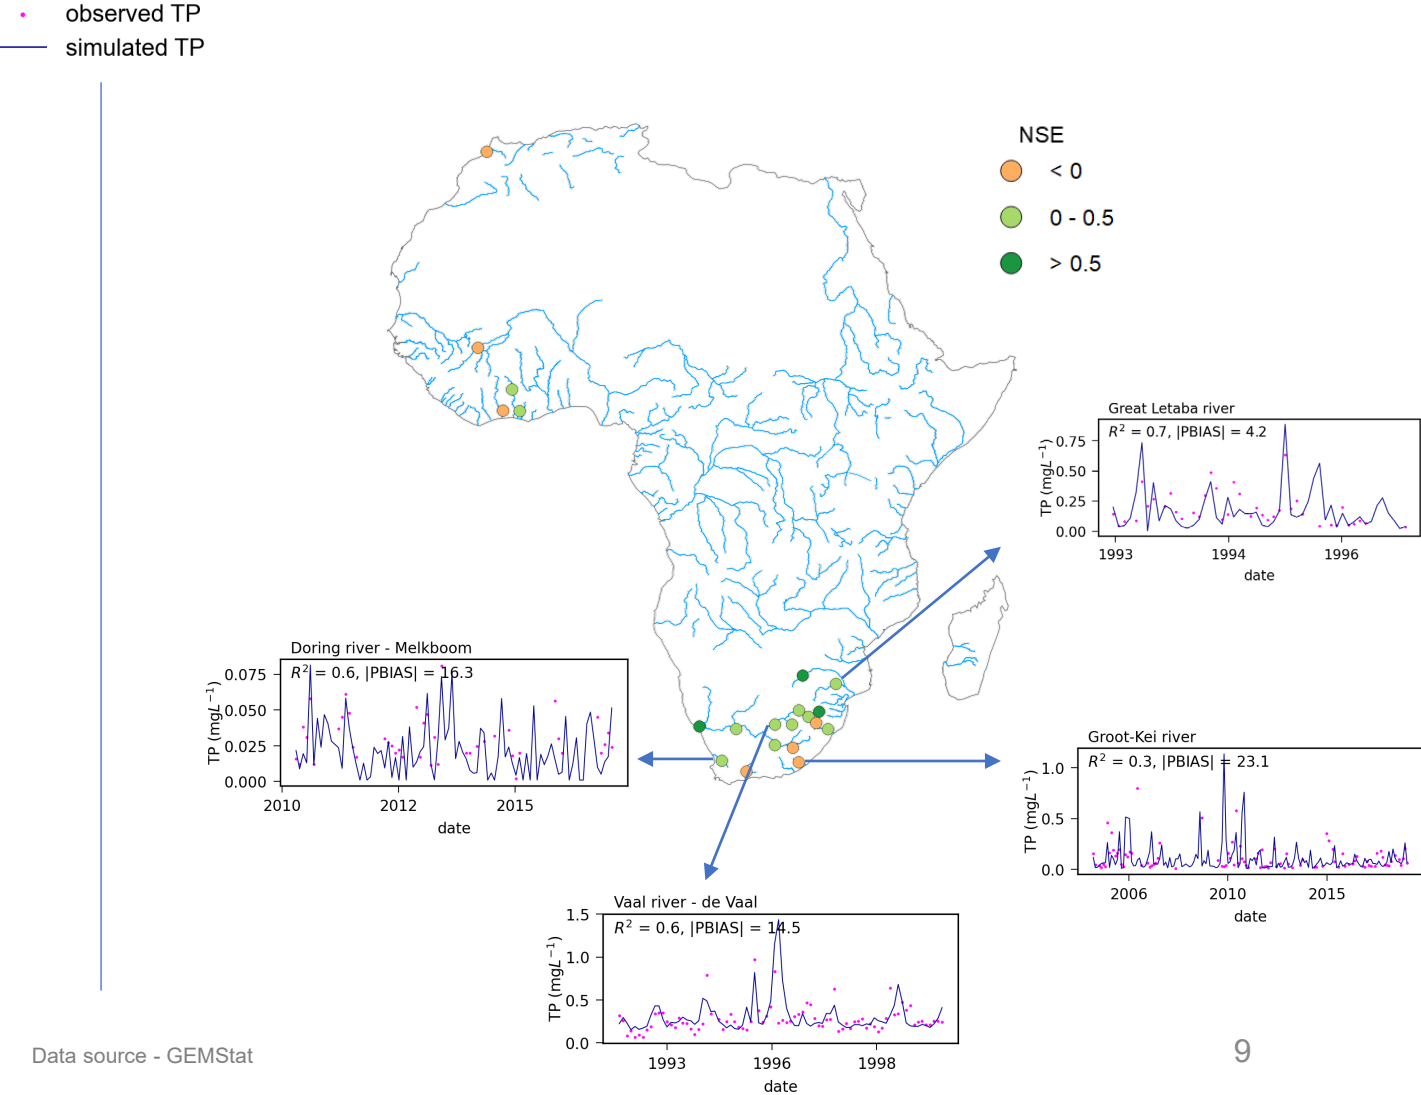 observed TP
simulated TP
NSE
< 0
0 - 0.5
> 0.5
Great Letaba river
R² = 0.7, |PBIAS| = 4.2
TP (mgL⁻¹)
0.75
0.50
0.25
0.00
1993
1994
1996
date
Doring river - Melkboom
R² = 0.6, |PBIAS| = 16.3
TP (mgL⁻¹)
0.075
0.050
0.025
0.000
2010
2012
2015
date
Groot-Kei river
R² = 0.3, |PBIAS| = 23.1
TP (mgL⁻¹)
1.0
0.5
0.0
2006
2010
2015
date
Vaal river - de Vaal
R² = 0.6, |PBIAS| = 14.5
TP (mgL⁻¹)
1.5
1.0
0.5
0.0
1993
1996
1998
date
Data source - GEMStat
9